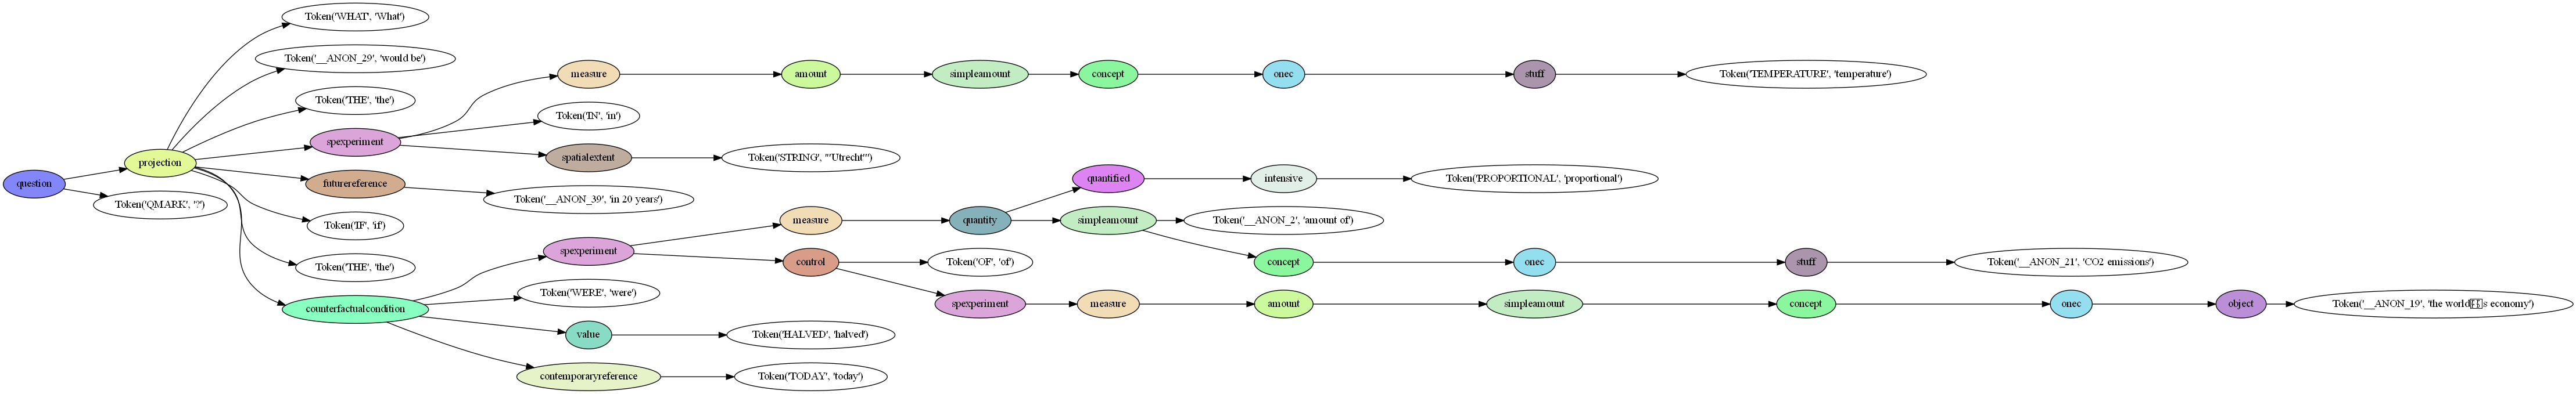 Token('WHAT', 'What')
Token('__ANON_29', 'would be')
measure
amount
simpleamount
concept
onec
stuff
Token('TEMPERATURE', 'temperature')
Token('THE', 'the')
Token('IN', 'in')
spexperiment
spatialextent
Token('STRING', "'Utrecht'")
projection
question
futurereference
quantified
intensive
Token('PROPORTIONAL', 'proportional')
Token('QMARK', '?')
Token('__ANON_39', 'in 20 years')
Token('IF', 'if')
measure
quantity
simpleamount
Token('__ANON_2', 'amount of')
spexperiment
Token('THE', 'the')
control
Token('OF', 'of')
concept
onec
stuff
Token('__ANON_21', 'CO2 emissions')
Token('WERE', 'were')
counterfactualcondition
spexperiment
measure
amount
simpleamount
concept
onec
object
Token('__ANON_19', 'the world□□s economy')
value
Token('HALVED', 'halved')
contemporaryreference
Token('TODAY', 'today')